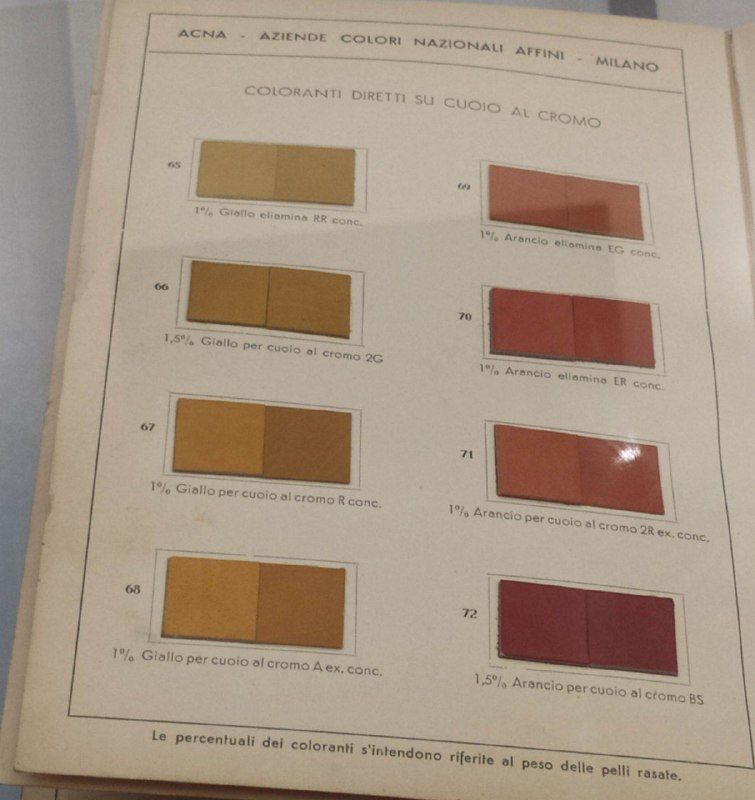 ACNA - AZIENDE COLORI NAZIONALI AFFINI - MILANO
COLORANTI DIRETTI SU CUOIO AL CROMO
65
1% Giallo eliamina RR conc.
66
1,5% Giallo per cuoio al cromo 2G
67
1% Giallo per cuoio al cromo R conc.
68
1% Giallo per cuoio al cromo A ex. conc.
69
1% Arancio eliamina EG conc.
70
1% Arancio eliamina ER conc.
71
1% Arancio per cuoio al cromo 2R ex. conc.
72
1,5% Arancio per cuoio al cromo BS
Le percentuali dei coloranti s'intendono riferite al peso delle pelli rasate.